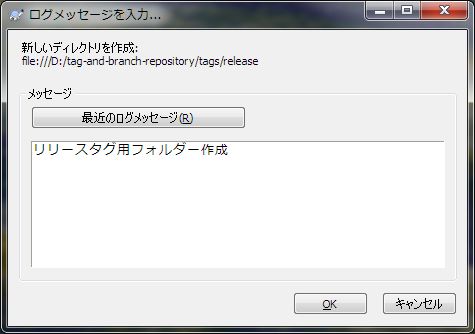 ログメッセージを入力...
新しいディレクトリを作成:
file:///D:/tag-and-branch-repository/tags/release
メッセージ
最近のログメッセージ(R)
リリースタグ用フォルダー作成
OK
キャンセル